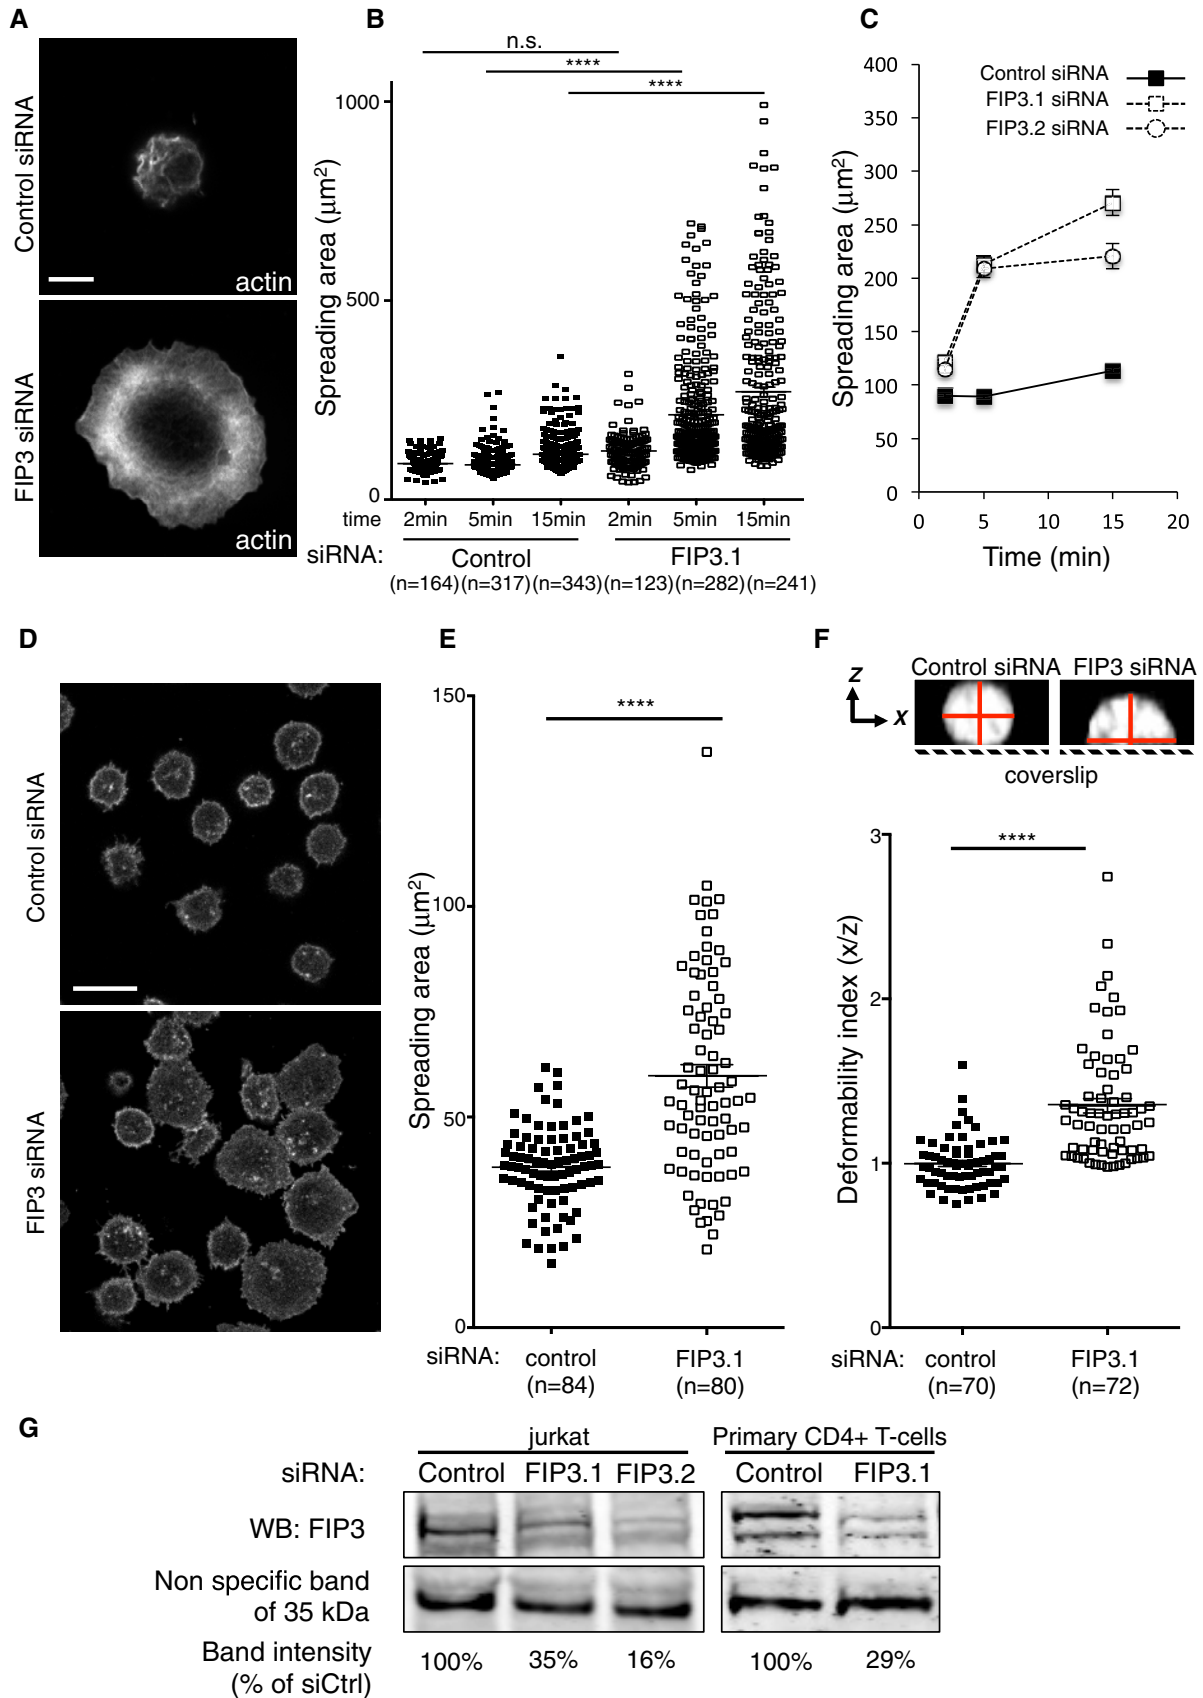 A
Control siRNA
actin
FIP3 siRNA
actin
B
n.s.
****
****
Spreading area (µm²)
1000
500
0
time 2min 5min 15min 2min 5min 15min
siRNA: Control FIP3.1
(n=164)(n=317)(n=343)(n=123)(n=282)(n=241)
C
Control siRNA
FIP3.1 siRNA
FIP3.2 siRNA
Spreading area (µm²)
400
350
300
250
200
150
100
50
0
0 5 10 15 20
Time (min)
D
Control siRNA
FIP3 siRNA
E
****
Spreading area (µm²)
150
100
50
0
siRNA: control FIP3.1
(n=84) (n=80)
F
Control siRNA FIP3 siRNA
z
x
coverslip
****
Deformability index (x/z)
3
2
1
0
siRNA: control FIP3.1
(n=70) (n=72)
G
jurkat Primary CD4+ T-cells
siRNA: Control FIP3.1 FIP3.2 Control FIP3.1
WB: FIP3
Non specific band
of 35 kDa
Band intensity
(% of siCtrl)
100% 35% 16% 100% 29%